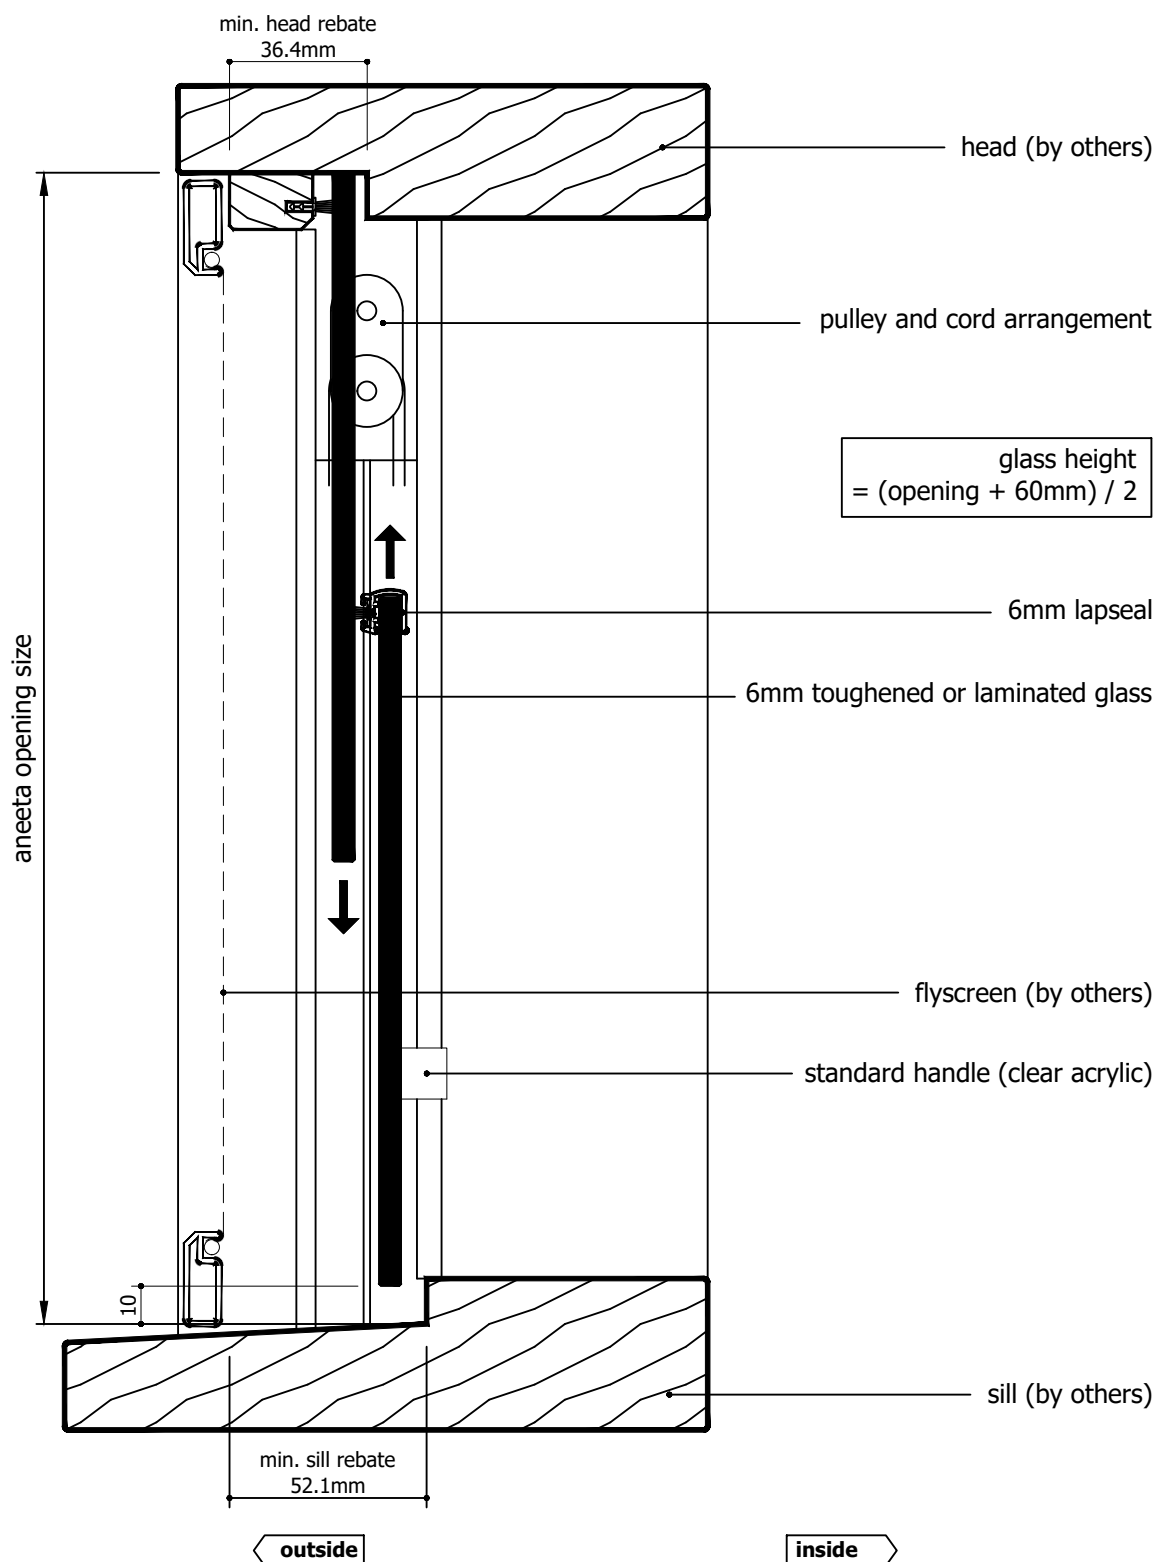 min. head rebate
36.4mm
head (by others)
pulley and cord arrangement
glass height
= (opening + 60mm) / 2
6mm lapseal
6mm toughened or laminated glass
aneeta opening size
flyscreen (by others)
standard handle (clear acrylic)
10
sill (by others)
min. sill rebate
52.1mm
outside
inside